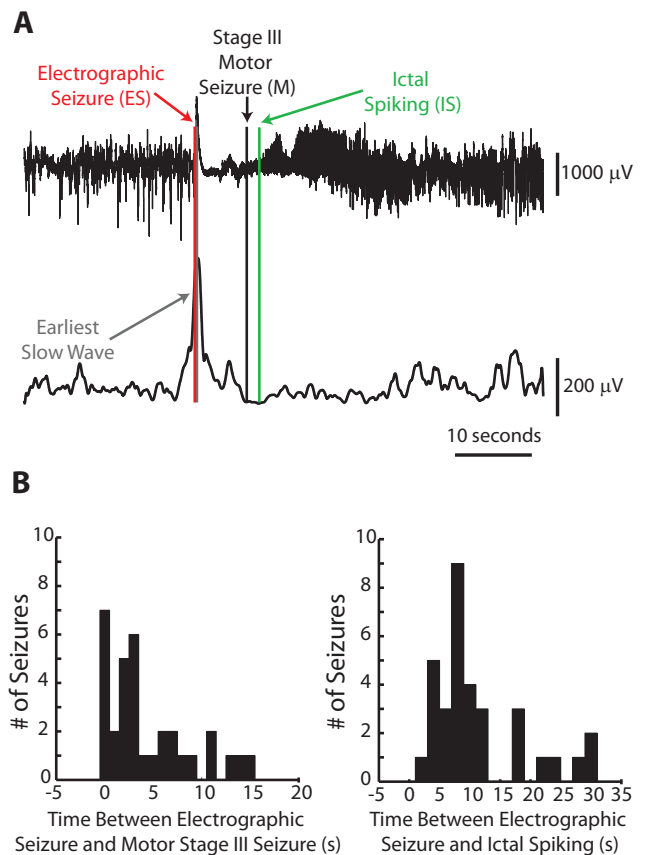 A
Stage III
Motor
Seizure (M)
Electrographic
Seizure (ES)
Ictal
Spiking (IS)
1000 μV
Earliest
Slow Wave
200 μV
10 seconds
B
10
8
6
4
2
0
-5 0 5 10 15 20
# of Seizures
Time Between Electrographic
Seizure and Motor Stage III Seizure (s)
10
8
6
4
2
0
-5 0 5 10 15 20 25 30 35
# of Seizures
Time Between Electrographic
Seizure and Ictal Spiking (s)